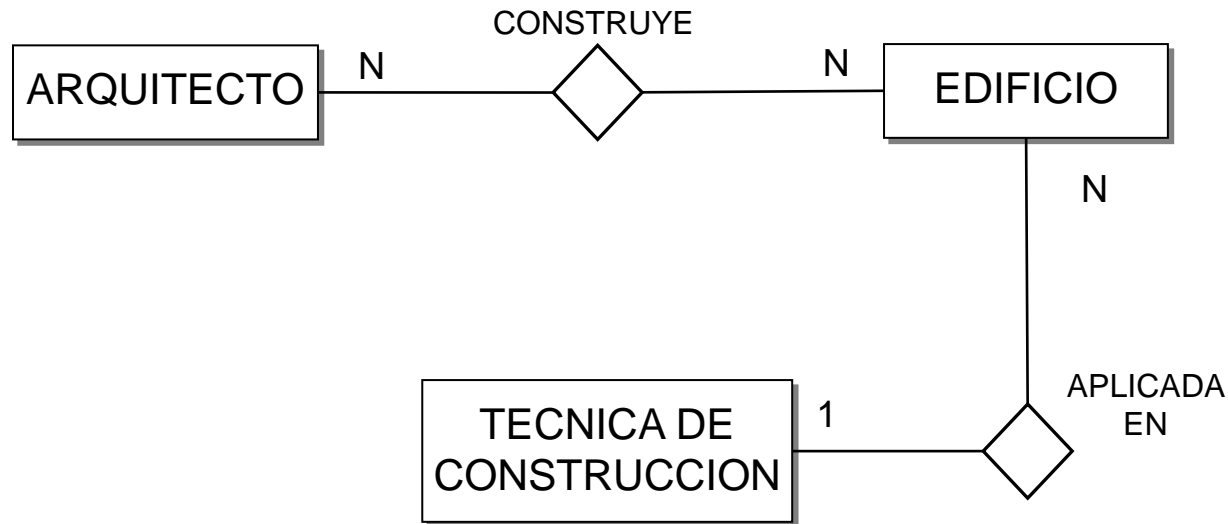 CONSTRUYE
ARQUITECTO
N
N
EDIFICIO
N
TECNICA DE
CONSTRUCCION
1
APLICADA
EN